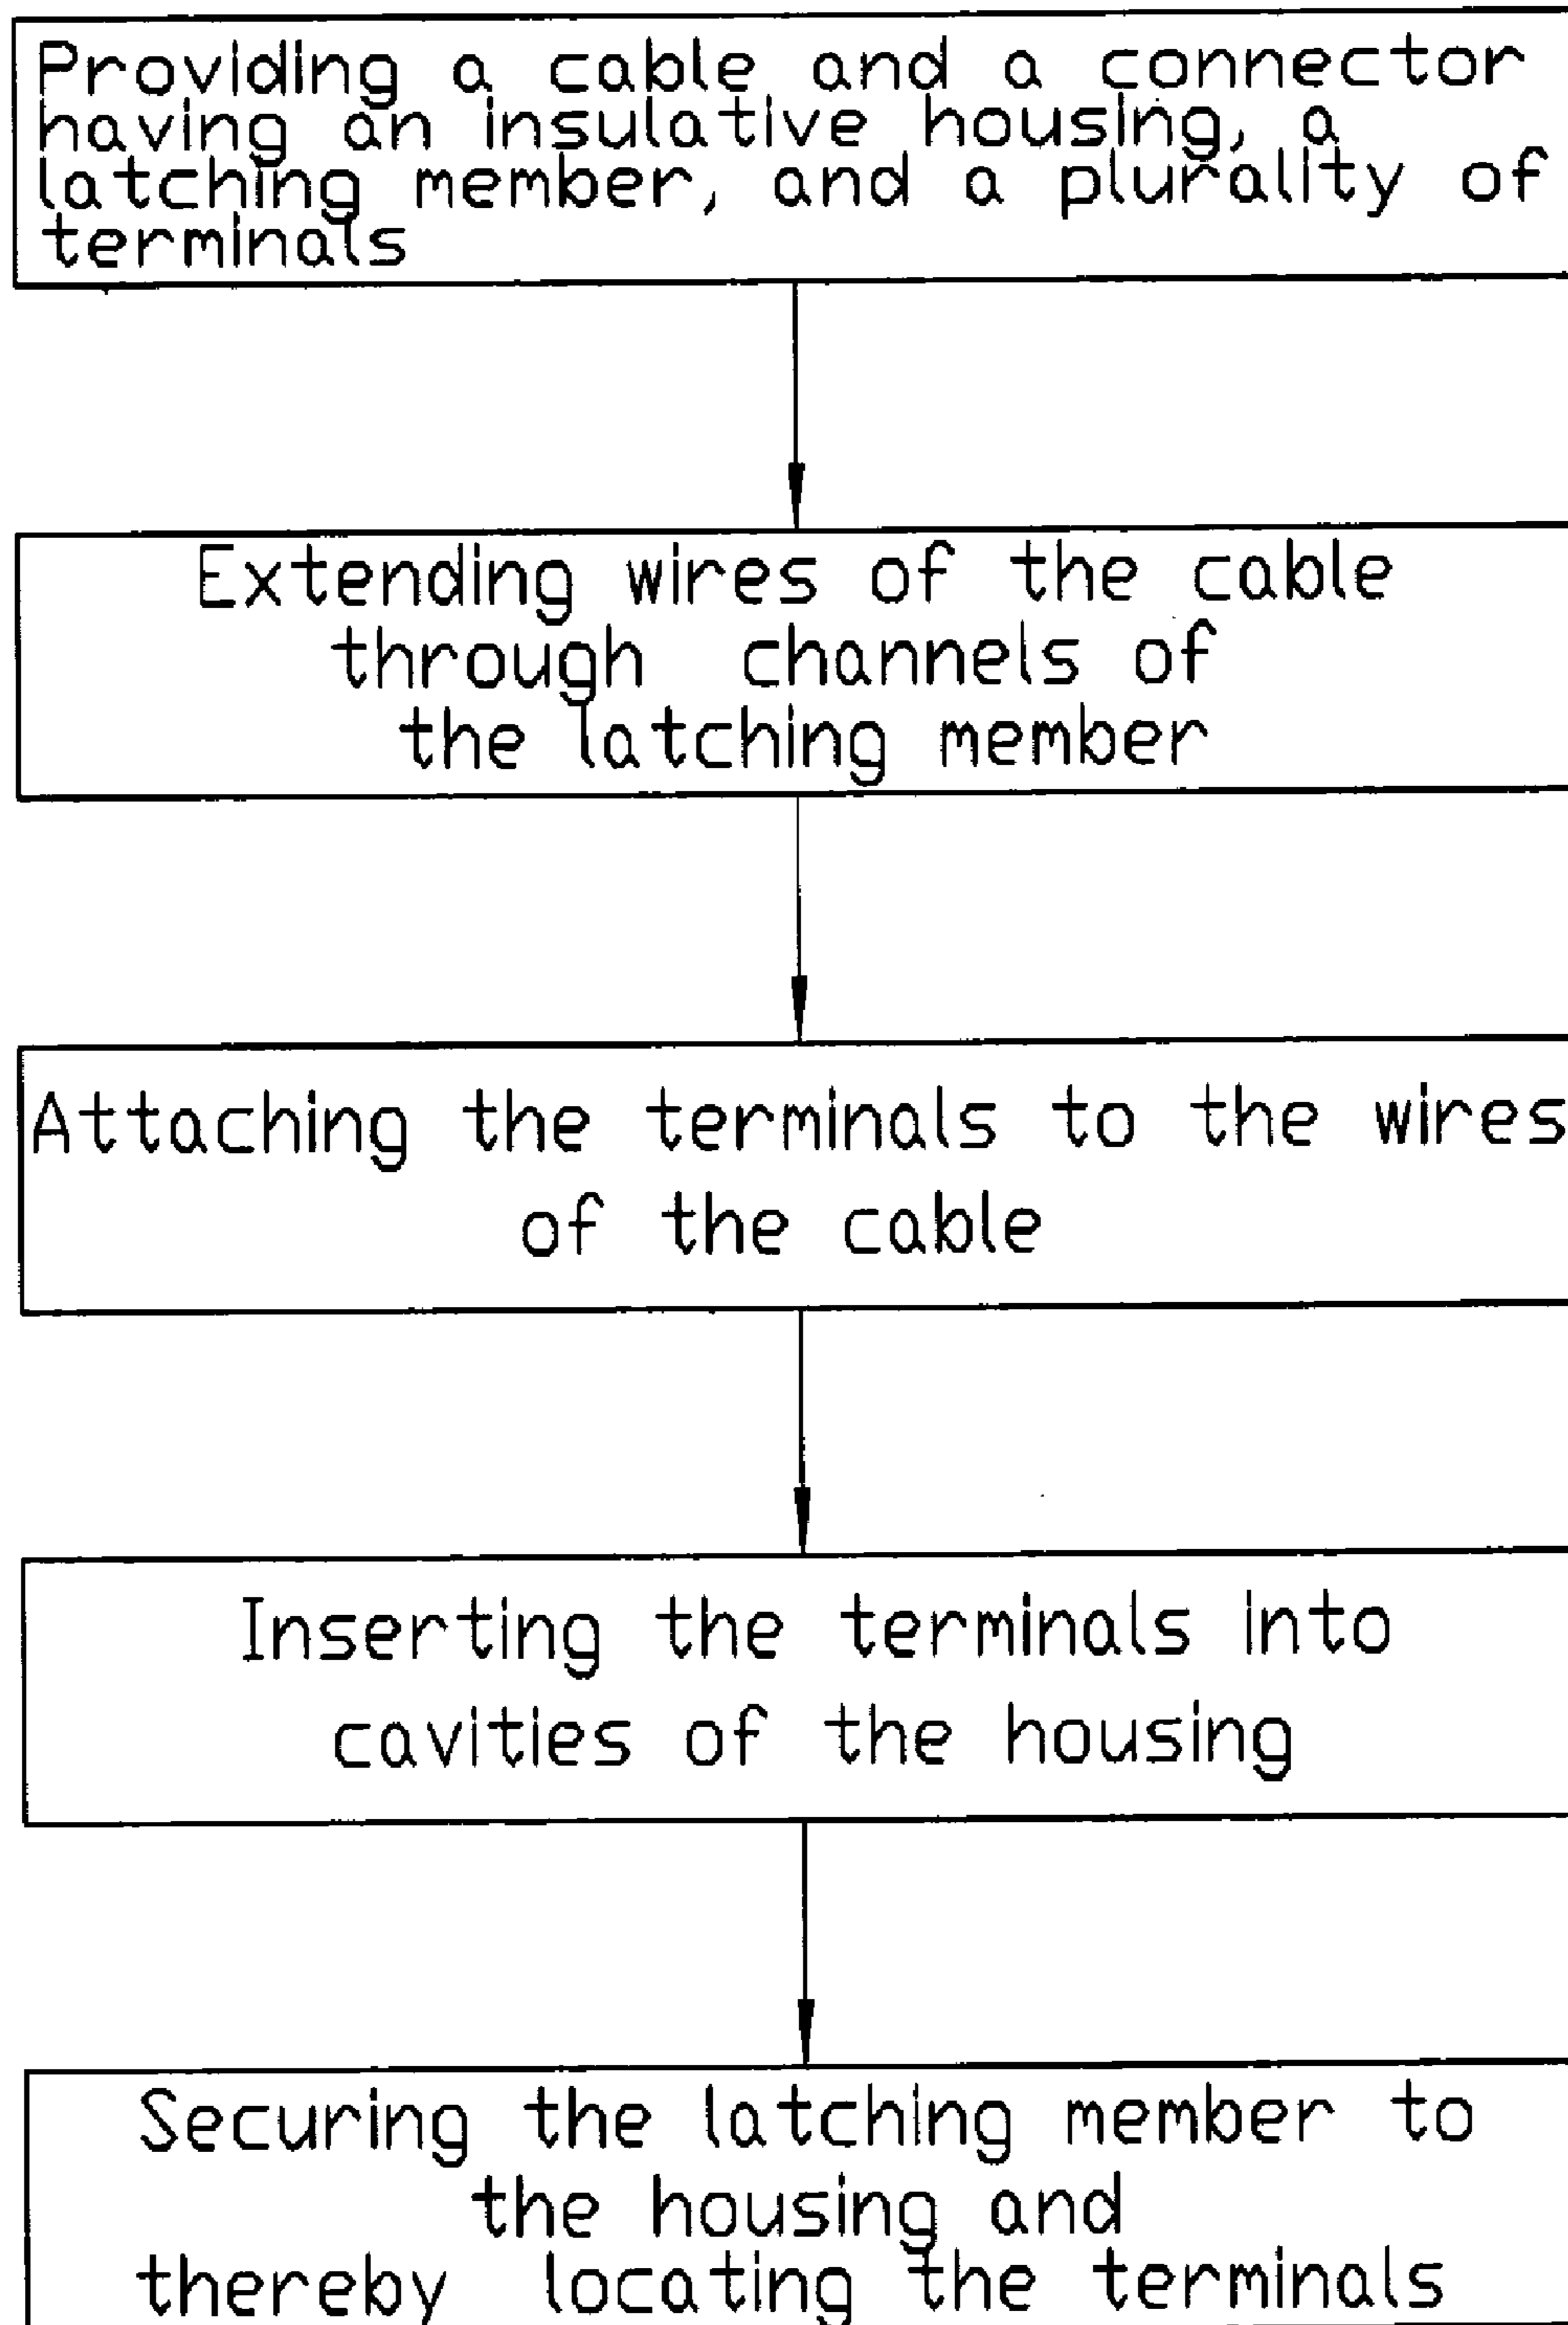 Providing a cable and a connector
having an insulative housing, a
latching member, and a plurality of
terminals
Extending wires of the cable
through channels of
the latching member
Attaching the terminals to the wires
of the cable
Inserting the terminals into
cavities of the housing
Securing the latching member to
the housing and
thereby locating the terminals